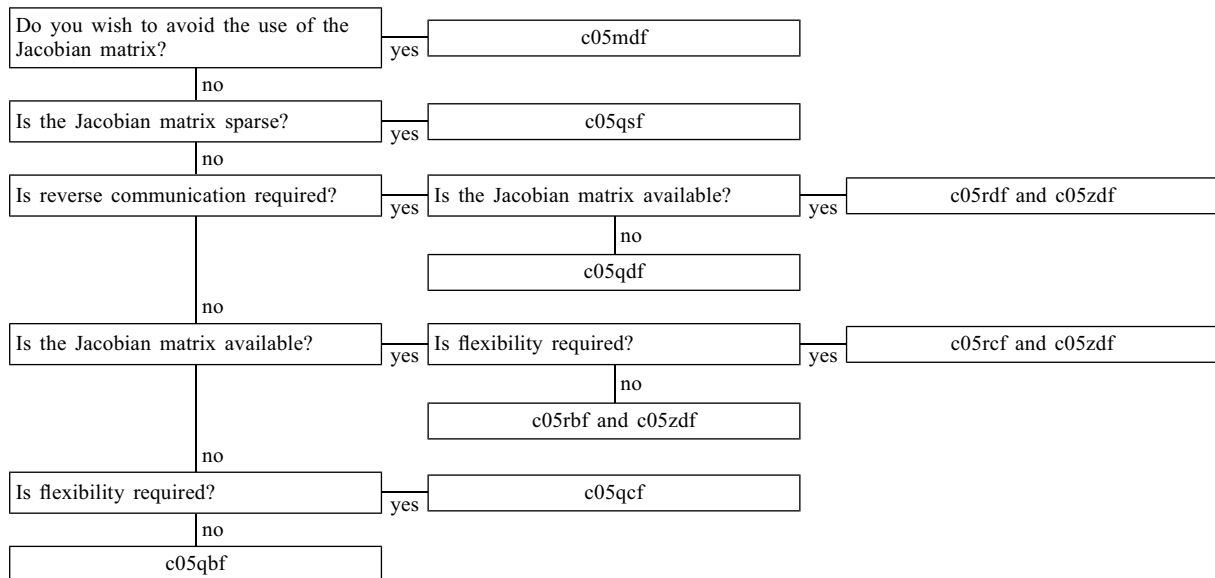 Do you wish to avoid the use of the
Jacobian matrix?
yes
c05mdf
no
Is the Jacobian matrix sparse?
yes
c05qsf
no
Is reverse communication required?
yes
Is the Jacobian matrix available?
yes
c05rdf and c05zdf
no
c05qdf
no
Is the Jacobian matrix available?
yes
Is flexibility required?
yes
c05rcf and c05zdf
no
c05rbf and c05zdf
no
Is flexibility required?
yes
c05qcf
no
c05qbf